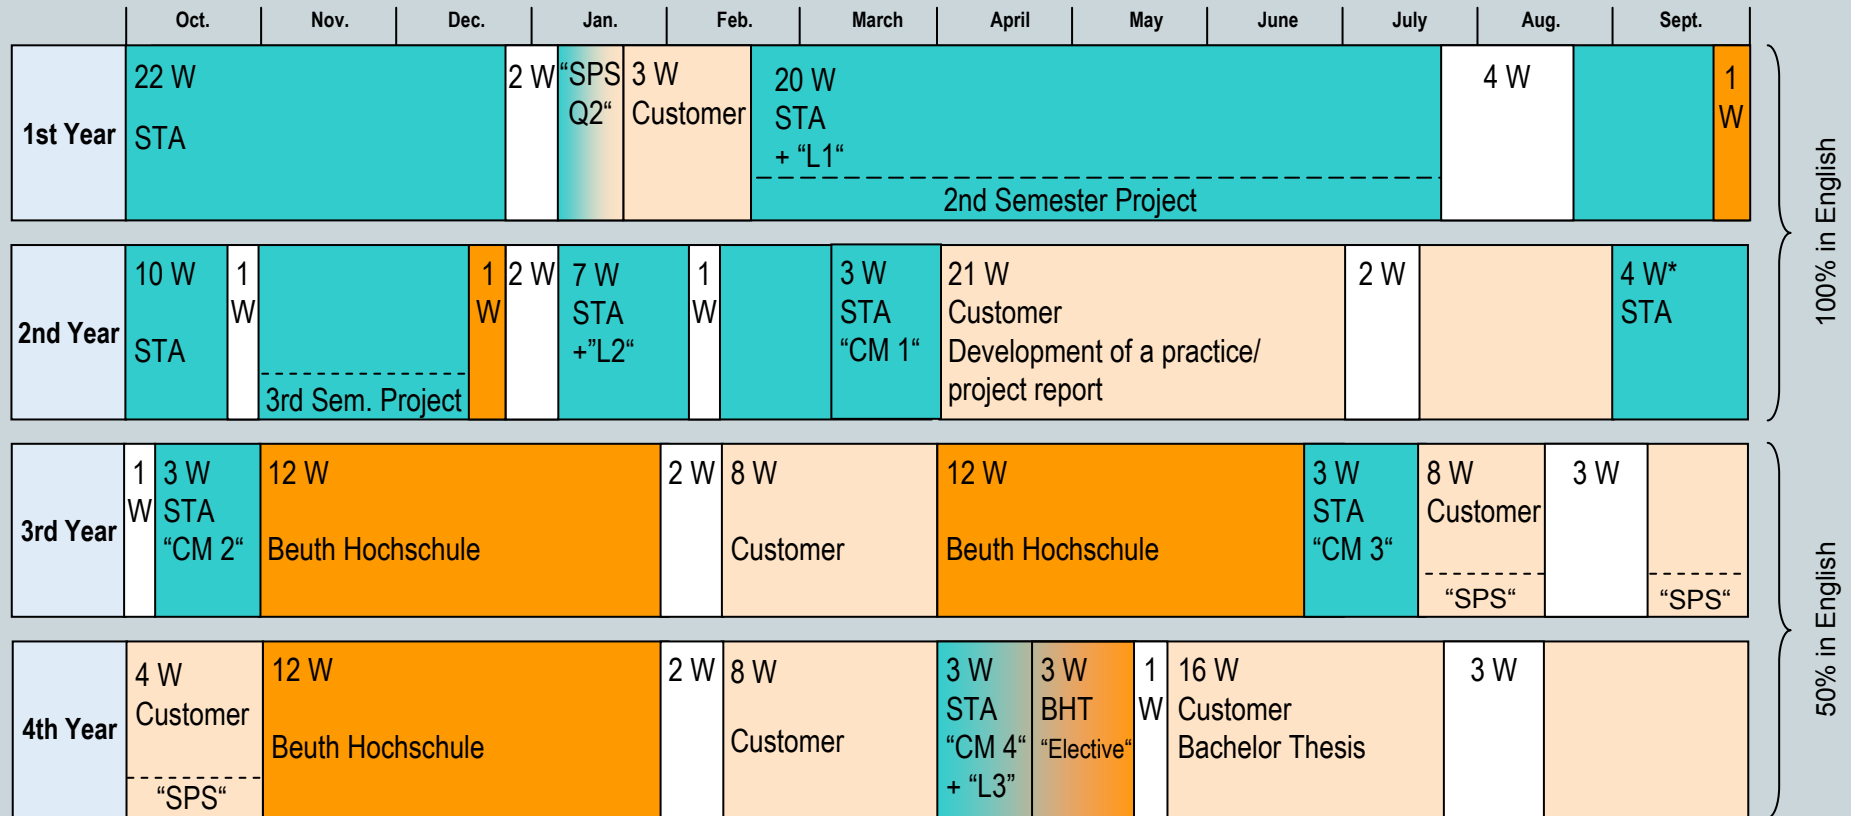 Oct. Nov. Dec. Jan. Feb. March April May June July Aug. Sept.
1st Year
22 W
STA
2 W
“SPS
Q2“
3 W
Customer
20 W
STA
+ “L1“
2nd Semester Project
4 W
1
W
2nd Year
10 W
STA
1
W
3rd Sem. Project
1
W
2 W
7 W
STA
+”L2“
1
W
3 W
STA
“CM 1“
21 W
Customer
Development of a practice/
project report
2 W
4 W*
STA
100% in English
3rd Year
1
W
3 W
STA
“CM 2“
12 W
Beuth Hochschule
2 W
8 W
Customer
12 W
Beuth Hochschule
3 W
STA
“CM 3“
8 W
Customer
“SPS“
3 W
“SPS“
4th Year
4 W
Customer
“SPS“
12 W
Beuth Hochschule
2 W
8 W
Customer
3 W
STA
“CM 4“
+ “L3”
3 W
BHT
“Elective“
1
W
16 W
Customer
Bachelor Thesis
3 W
50% in English